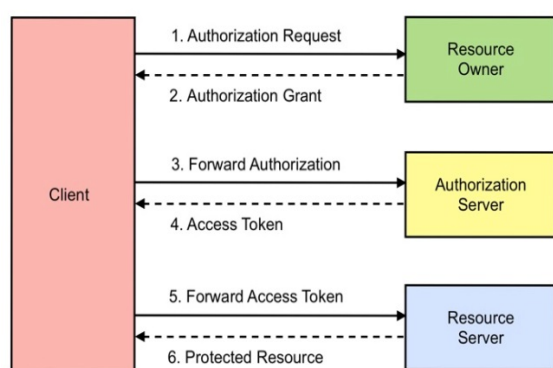 1. Authorization Request
Resource
Owner
2. Authorization Grant
Client
3. Forward Authorization
Authorization
Server
4. Access Token
5. Forward Access Token
Resource
Server
6. Protected Resource